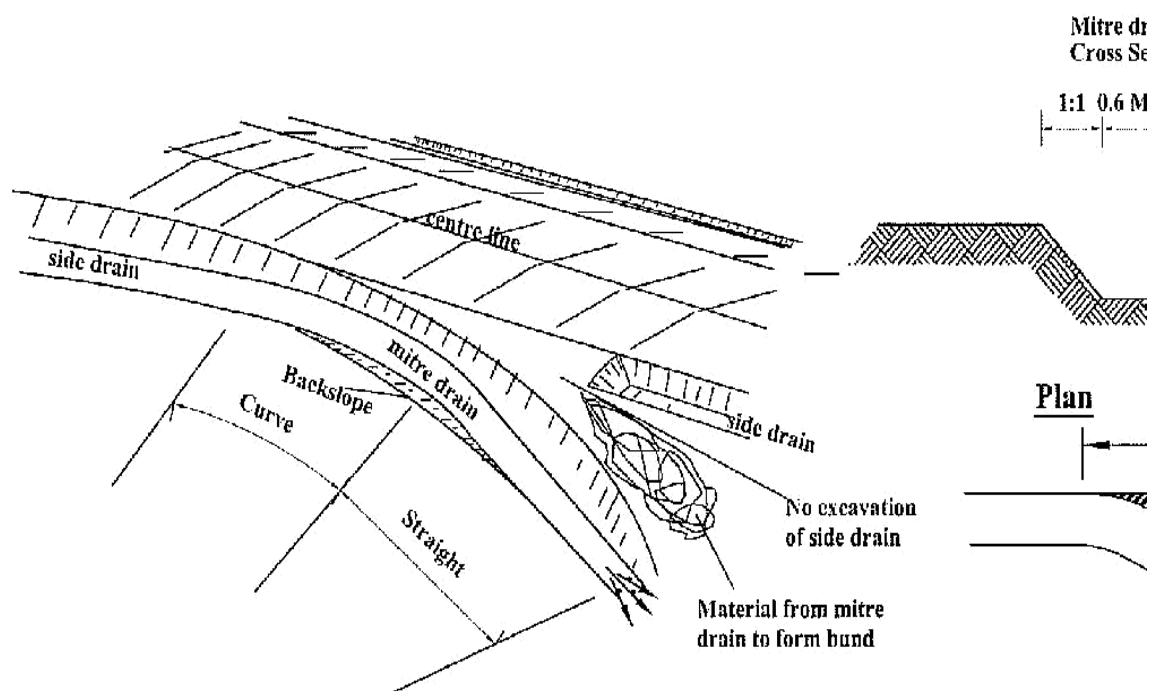 Mitre dr
Cross Se
1:1 0.6 M
centre line
side drain
mitre drain
Backslope
Curve
side drain
Plan
No excavation
of side drain
Straight
Material from mitre
drain to form bund